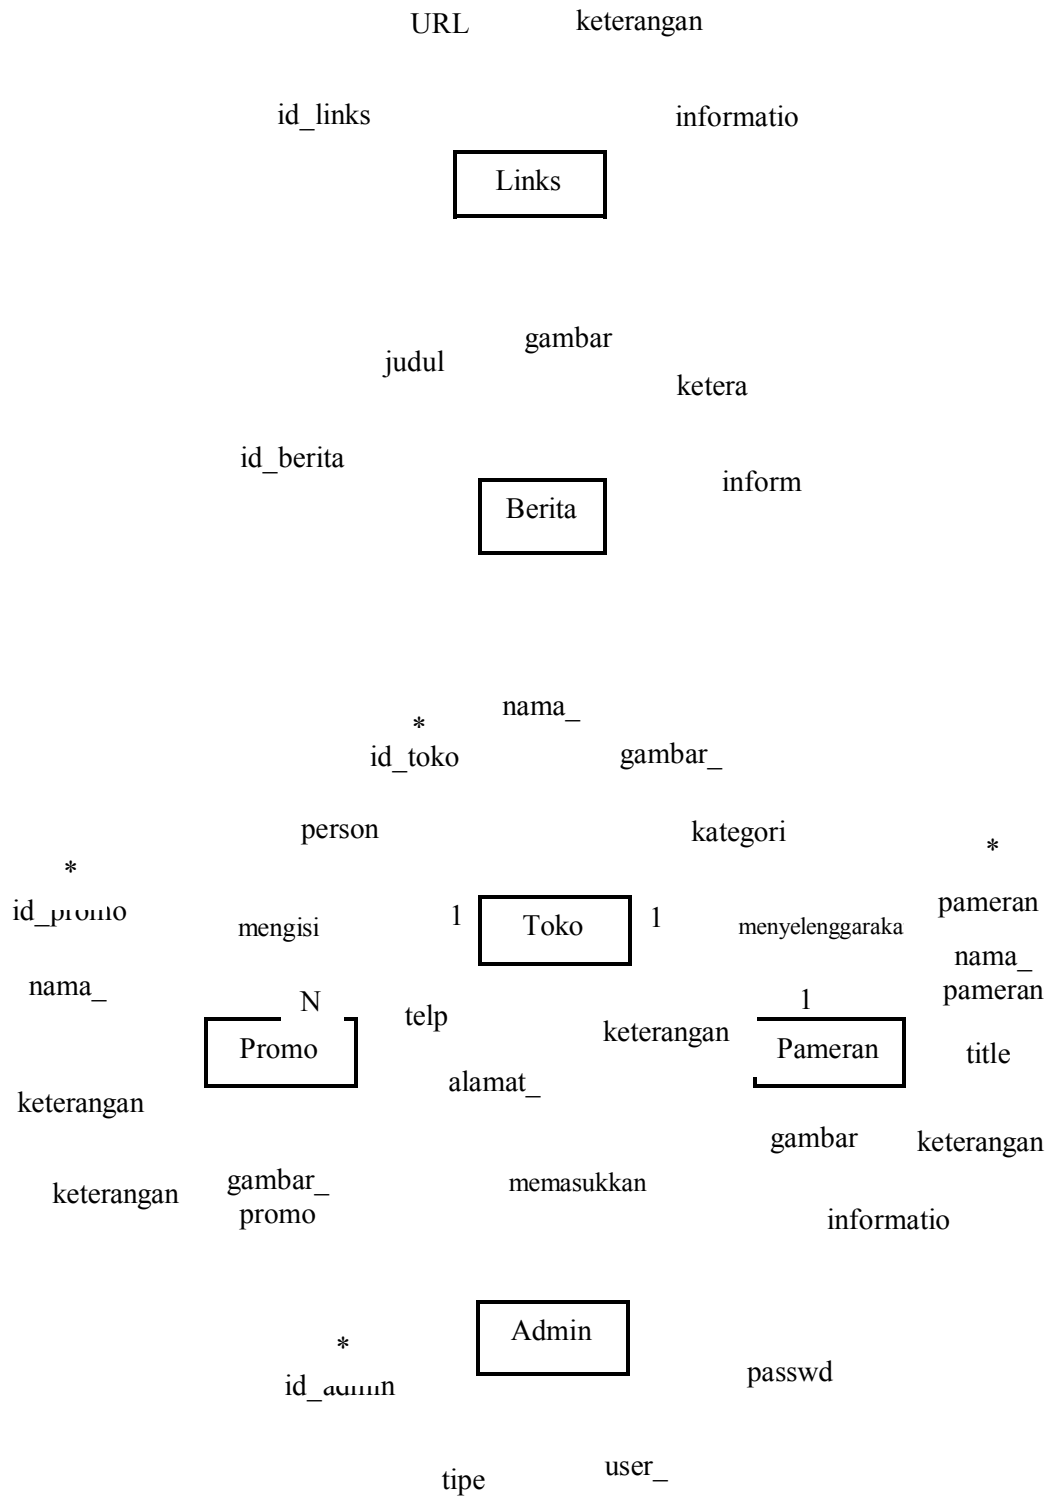 URL
keterangan
id_links
informatio
Links
gambar
judul
ketera
id_berita
inform
Berita
nama_
*
id_toko
gambar_
person
kategori
*
*
id_promo
pameran
mengisi
1
Toko
1
menyelenggaraka
nama_
pameran
nama_
N
telp
1
keterangan
Promo
Pameran
title
alamat_
keterangan
gambar
keterangan
keterangan
gambar_
promo
memasukkan
informatio
Admin
*
id_admin
passwd
tipe
user_